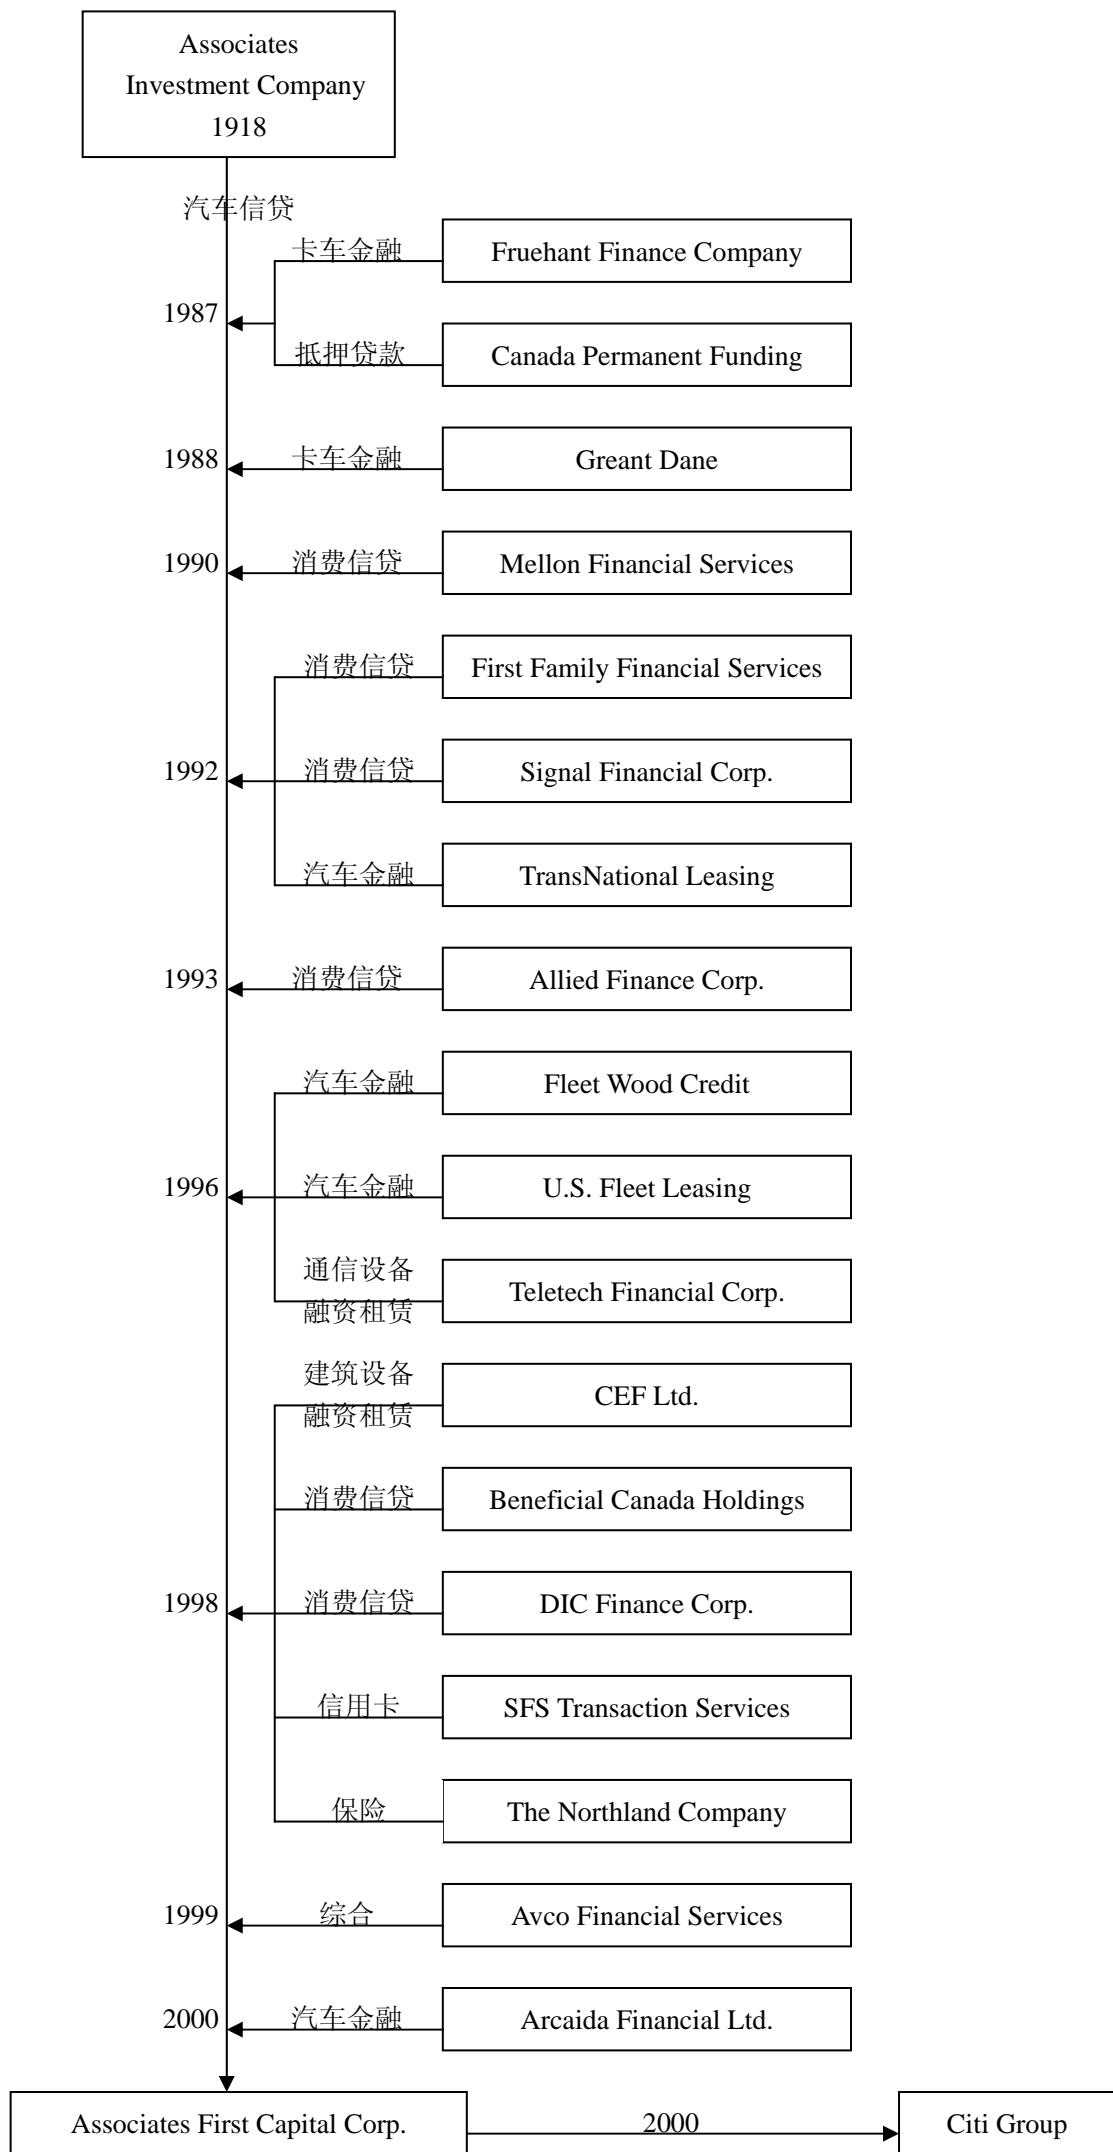 Associates
Investment Company
1918
汽车信贷
卡车金融
Fruehant Finance Company
1987
抵押贷款
Canada Permanent Funding
1988
卡车金融
Greant Dane
1990
消费信贷
Mellon Financial Services
消费信贷
First Family Financial Services
1992
消费信贷
Signal Financial Corp.
汽车金融
TransNational Leasing
1993
消费信贷
Allied Finance Corp.
汽车金融
Fleet Wood Credit
1996
汽车金融
U.S. Fleet Leasing
通信设备
融资租赁
Teletech Financial Corp.
建筑设备
融资租赁
CEF Ltd.
消费信贷
Beneficial Canada Holdings
1998
消费信贷
DIC Finance Corp.
信用卡
SFS Transaction Services
保险
The Northland Company
1999
综合
Avco Financial Services
2000
汽车金融
Arcaida Financial Ltd.
Associates First Capital Corp.
2000
Citi Group